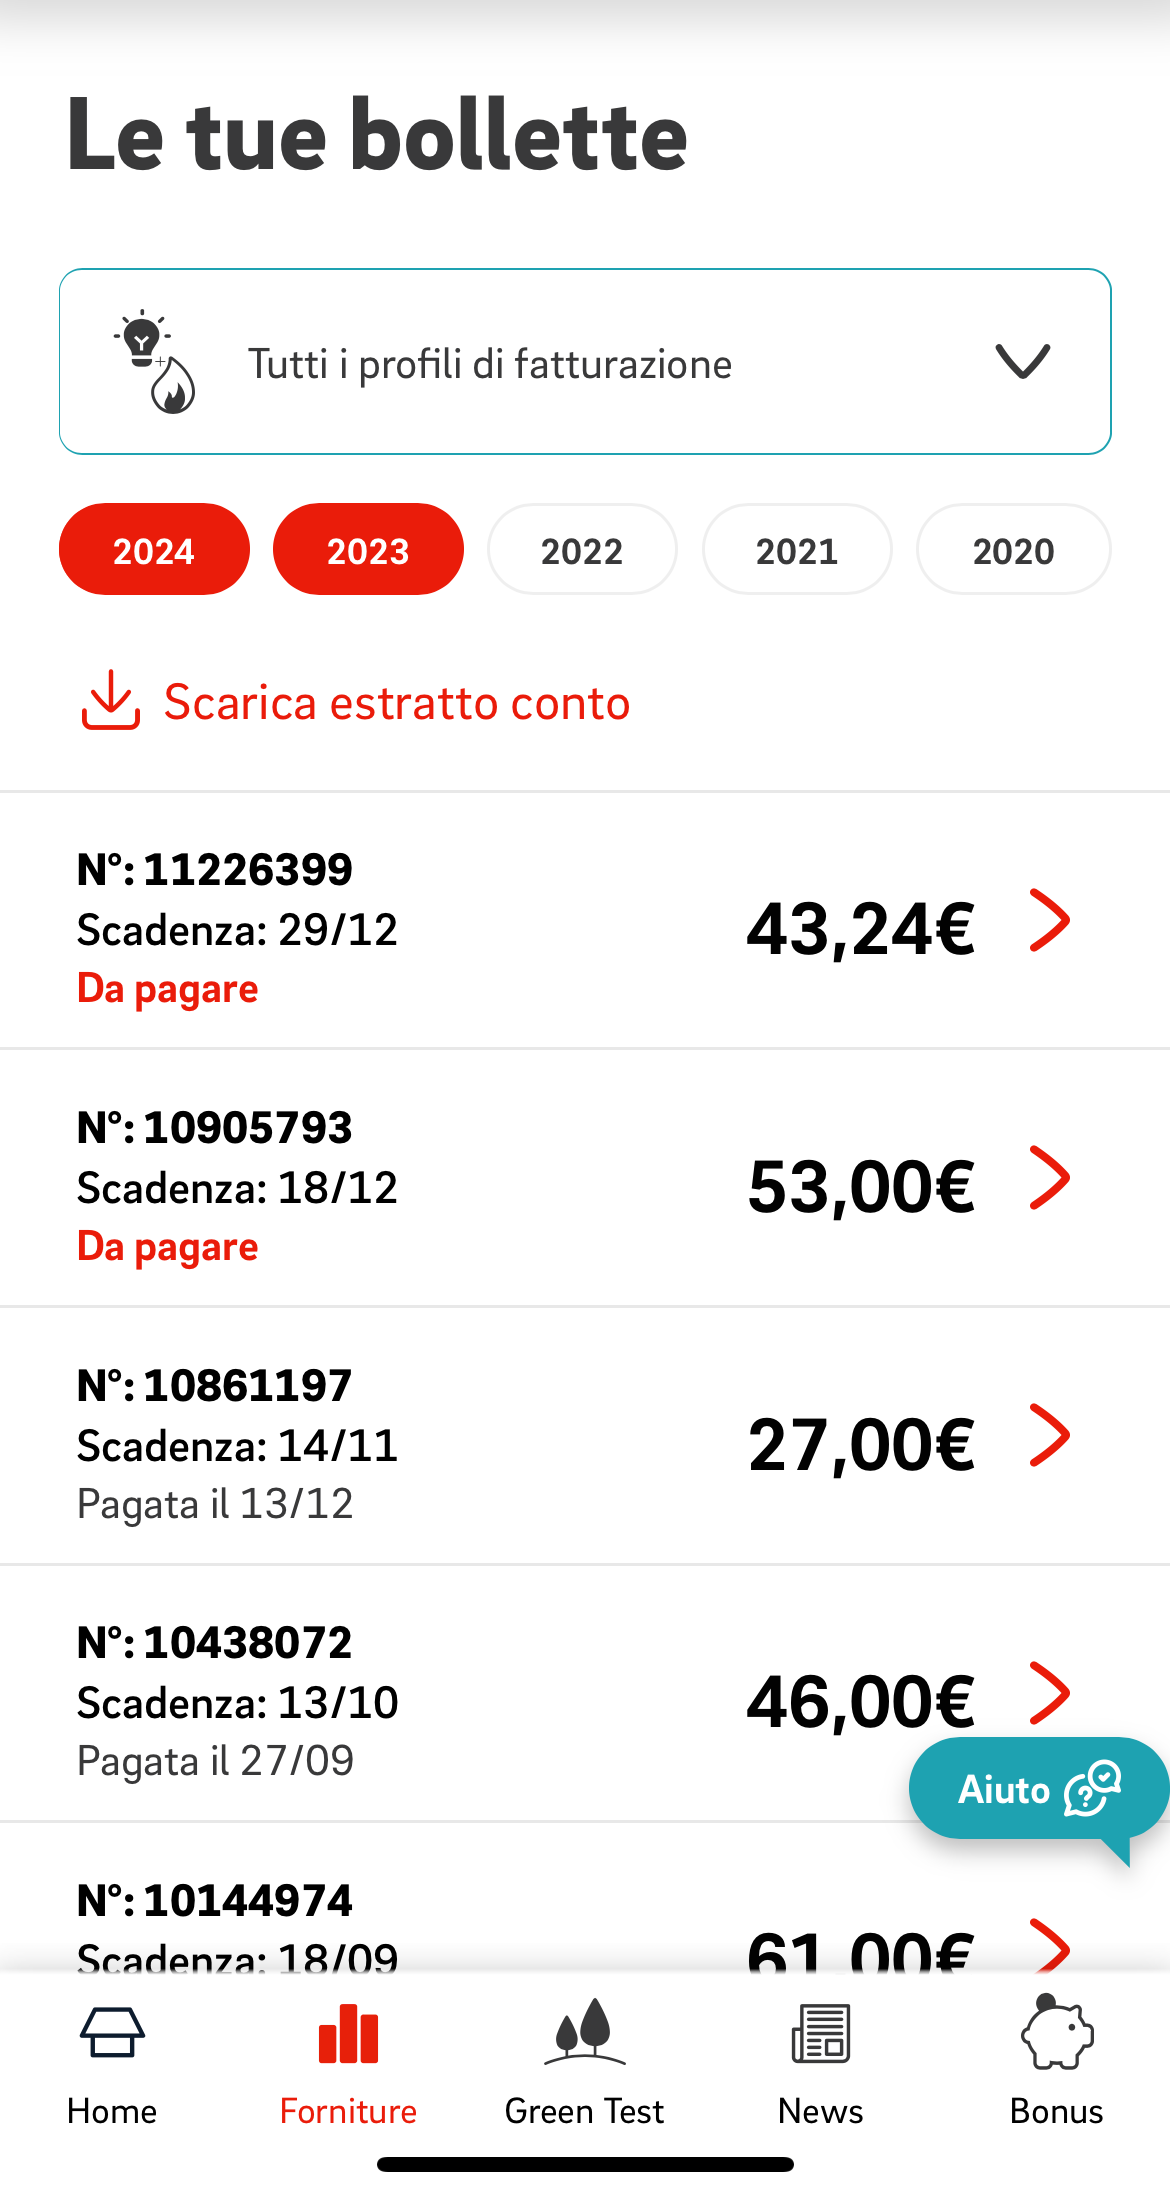 Le tue bollette
Tutti i profili di fatturazione
2024 2023 2022 2021 2020
Scarica estratto conto
N°: 11226399
Scadenza: 29/12
Da pagare
43,24€
N°: 10905793
Scadenza: 18/12
Da pagare
53,00€
N°: 10861197
Scadenza: 14/11
Pagata il 13/12
27,00€
N°: 10438072
Scadenza: 13/10
Pagata il 27/09
46,00€
Aiuto
N°: 10144974
Scadenza: 18/09
61,00€
Home Forniture Green Test News Bonus